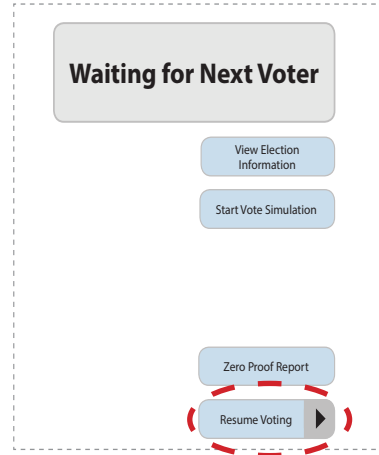 Waiting for Next Voter
View Election
Information
Start Vote Simulation
Zero Proof Report
Resume Voting